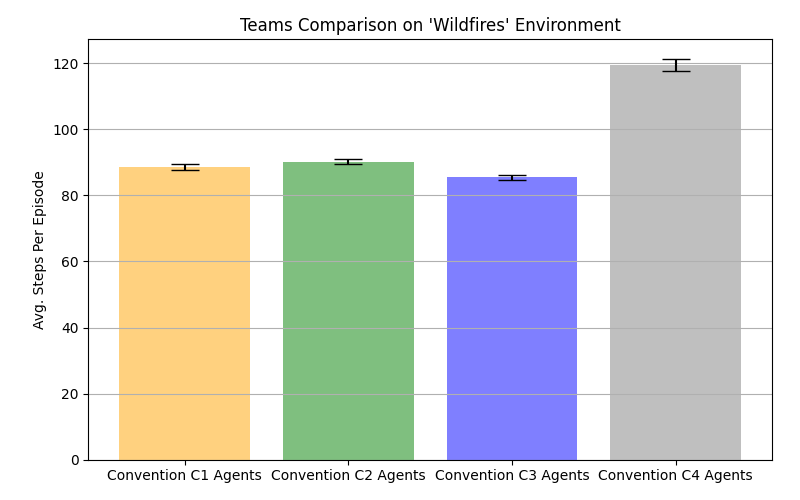 Teams Comparison on 'Wildfires' Environment
Avg. Steps Per Episode
120
100
80
60
40
20
0
Convention C1 Agents Convention C2 Agents Convention C3 Agents Convention C4 Agents